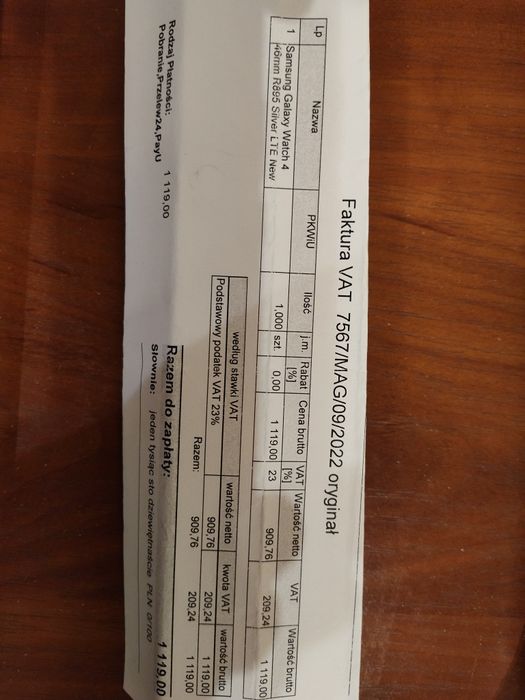 Faktura VAT 7567/MAG/09/2022 oryginał
Lp Nazwa PKWiU Ilość j.m. Rabat [%] Cena brutto VAT [%] Wartość netto VAT Wartość brutto
1 Samsung Galaxy Watch 4 1,000 szt. 0,00 1 119,00 23 909,76 209,24 1 119,00
46mm R895 Silver LTE New
według stawki VAT wartość netto kwota VAT wartość brutto
Podstawowy podatek VAT 23% 909,76 209,24 1 119,00
Razem: 909,76 209,24 1 119,00
Rodzaj Płatności:
Pobranie,Przelew24,PayU 1 119,00
Razem do zapłaty: 1 119,00
Słownie: jeden tysiąc sto dziewiętnaście PLN 0/100